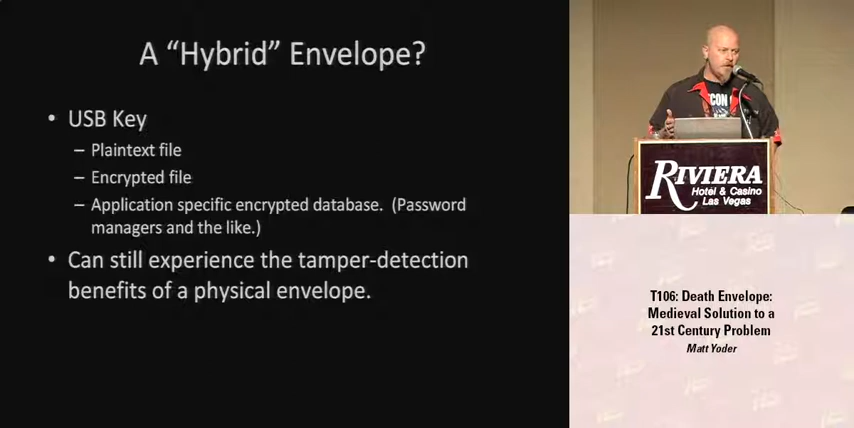 A “Hybrid” Envelope?
• USB Key
– Plaintext file
– Encrypted file
– Application specific encrypted database. (Password
managers and the like.)
• Can still experience the tamper-detection
benefits of a physical envelope.
CON
RIVIERA
Hotel & Casino
Las Vegas
T106: Death Envelope:
Medieval Solution to a
21st Century Problem
Matt Yoder